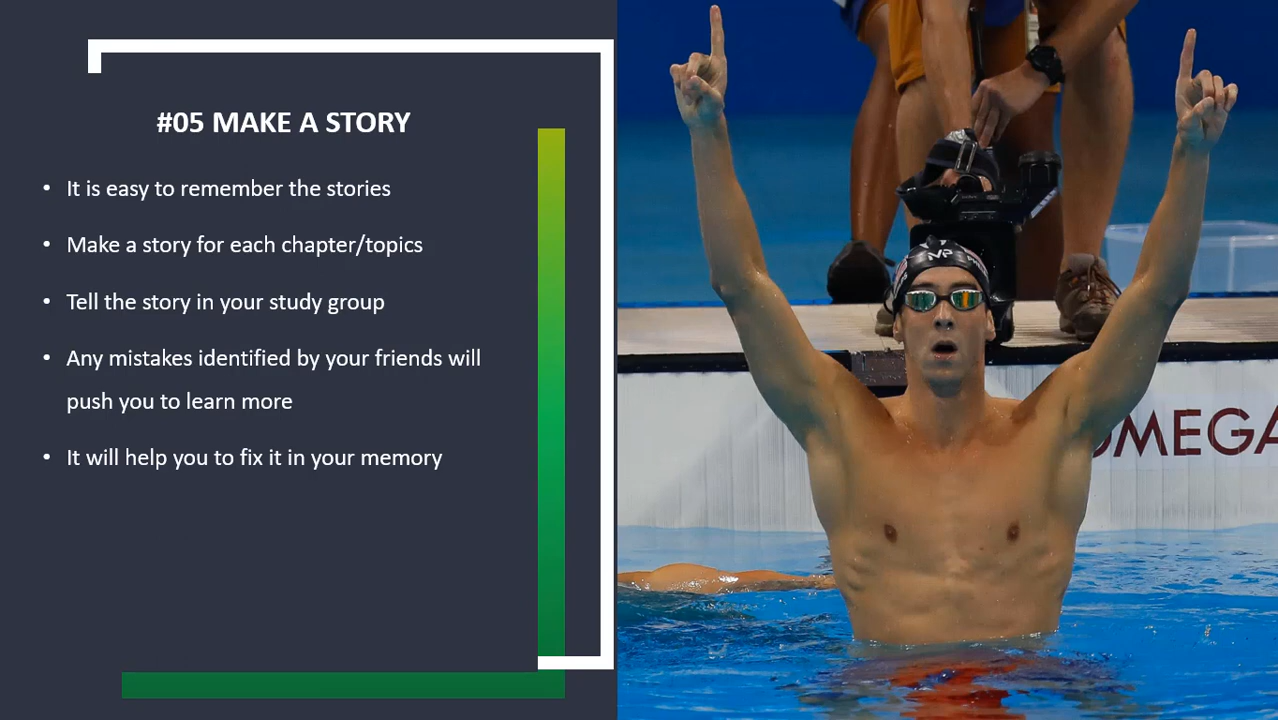 #05 MAKE A STORY
• It is easy to remember the stories
• Make a story for each chapter/topics
• Tell the story in your study group
• Any mistakes identified by your friends will
push you to learn more
• It will help you to fix it in your memory
MP
OMEGA